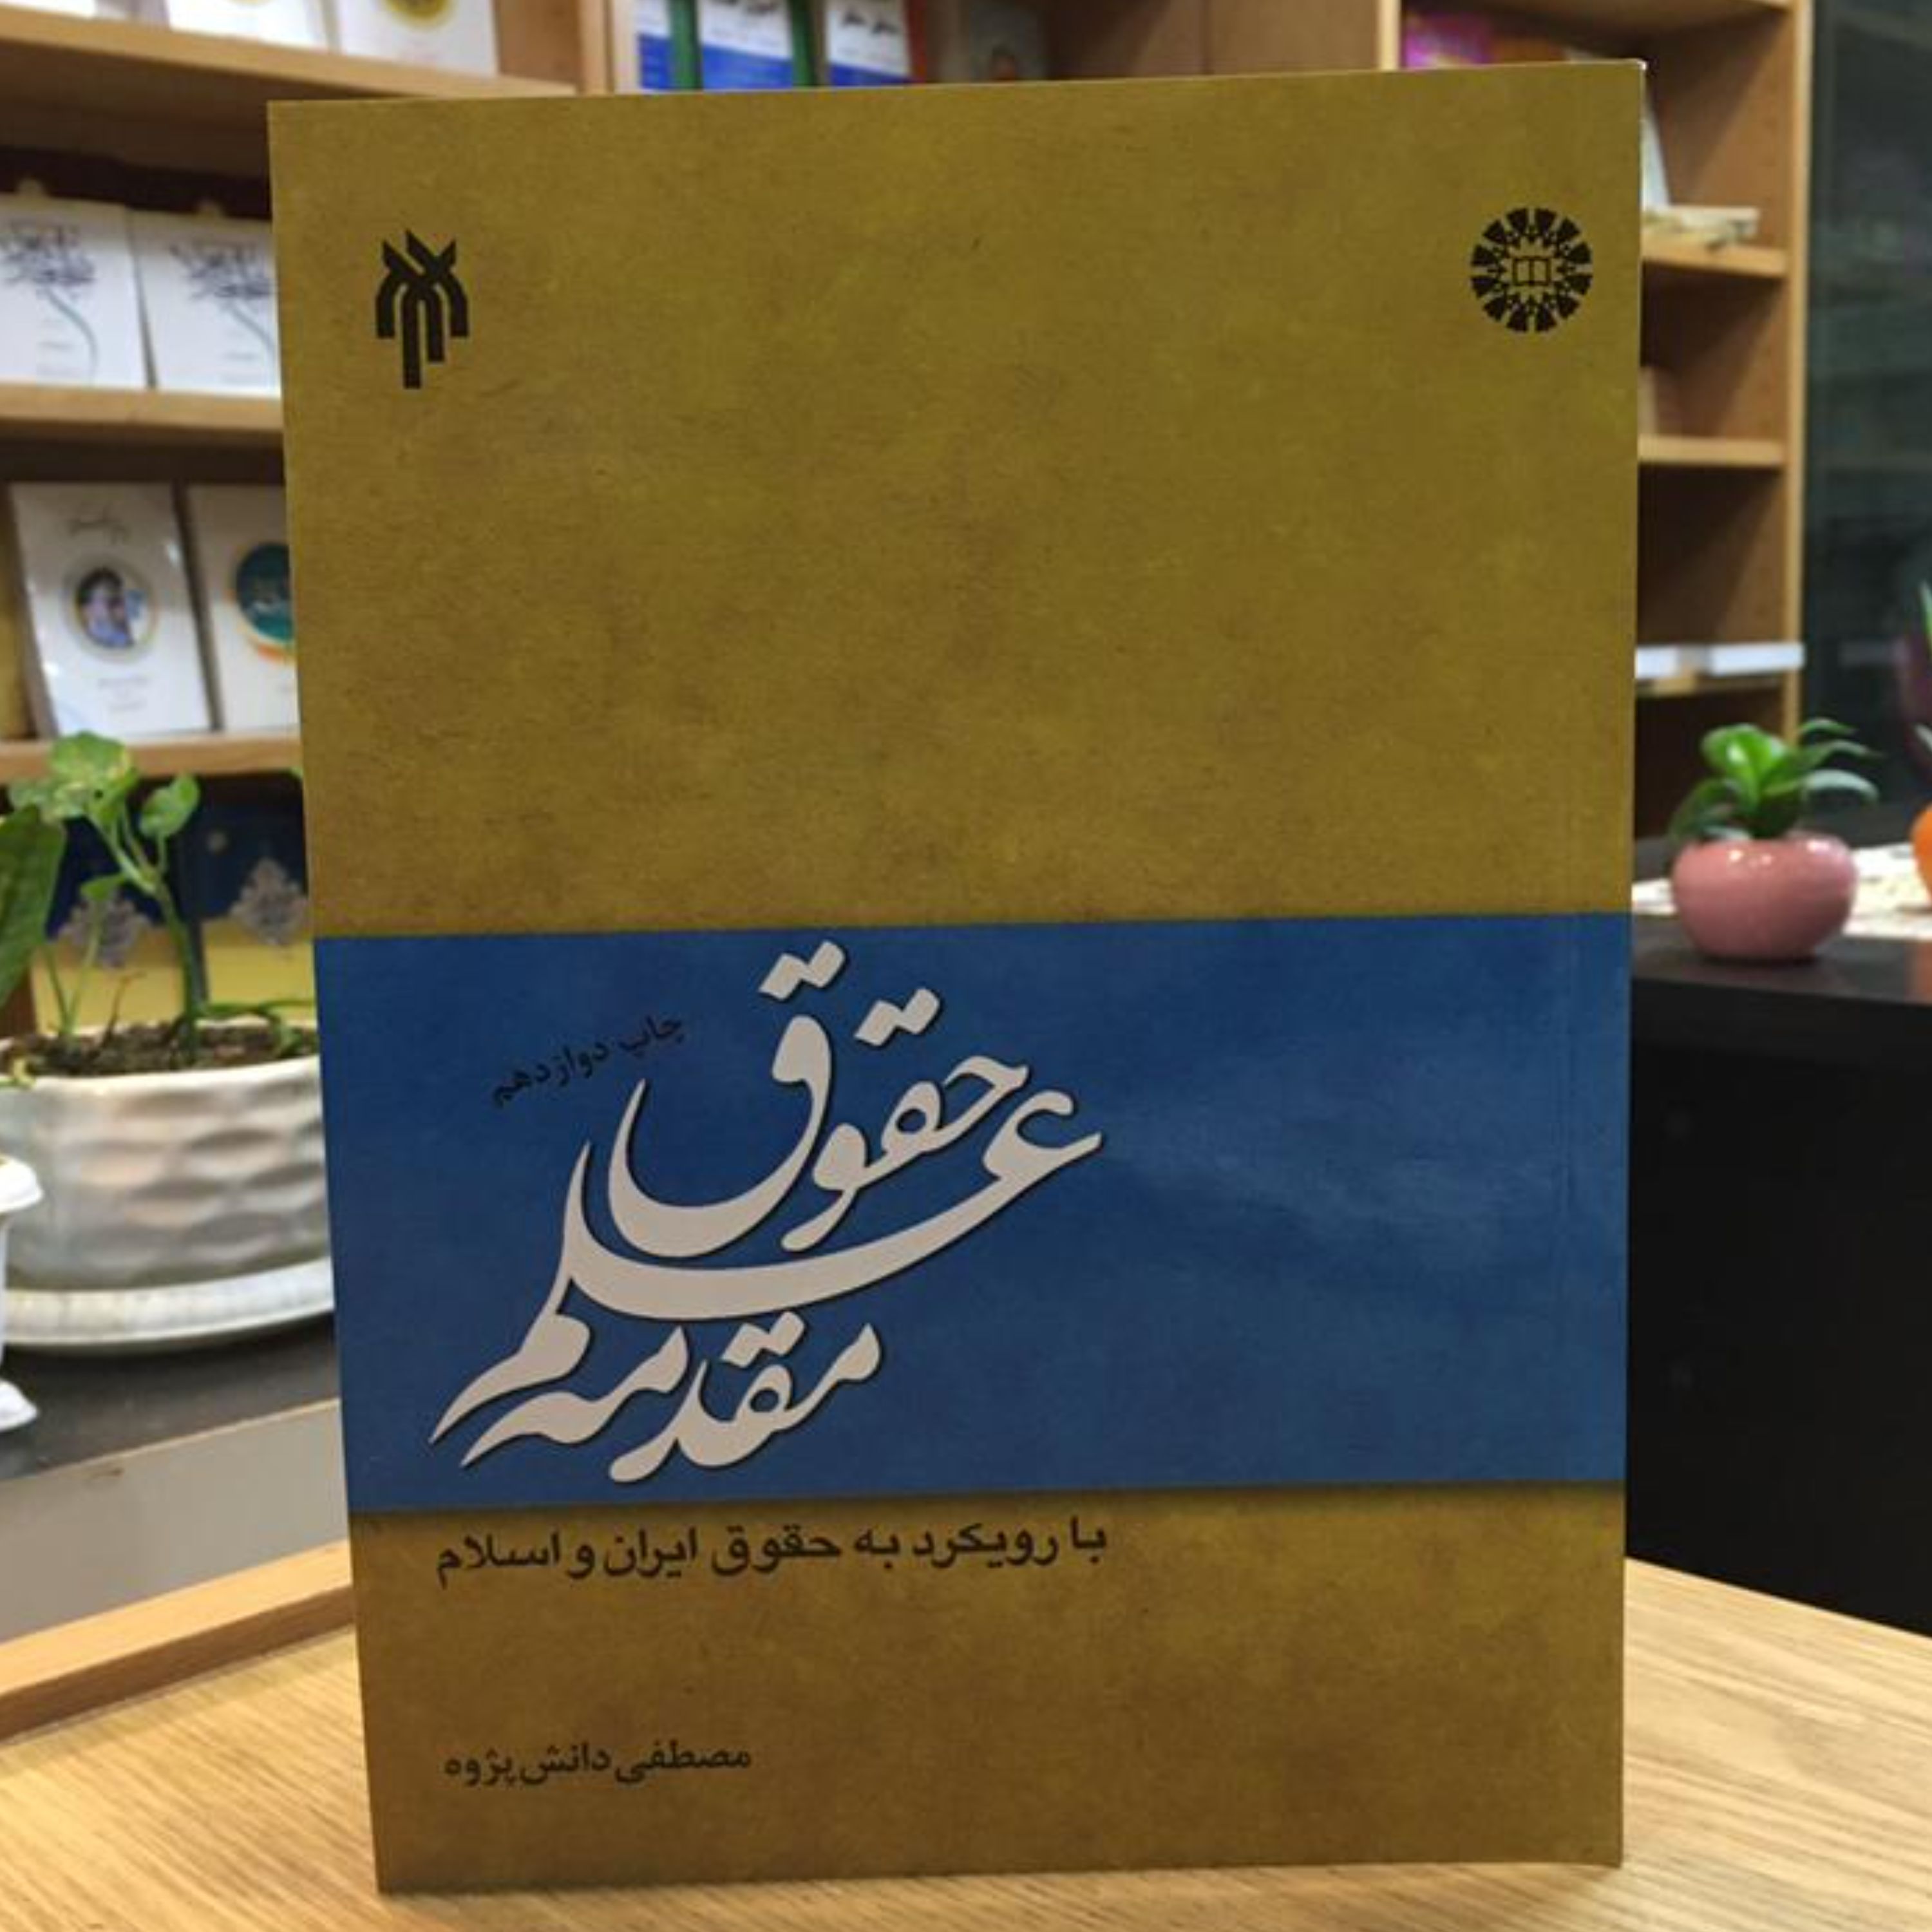 چاپ دوازدهم
مقدمه علم حقوق
با رویکرد به حقوق ایران و اسلام
مصطفی دانش‌پژوه